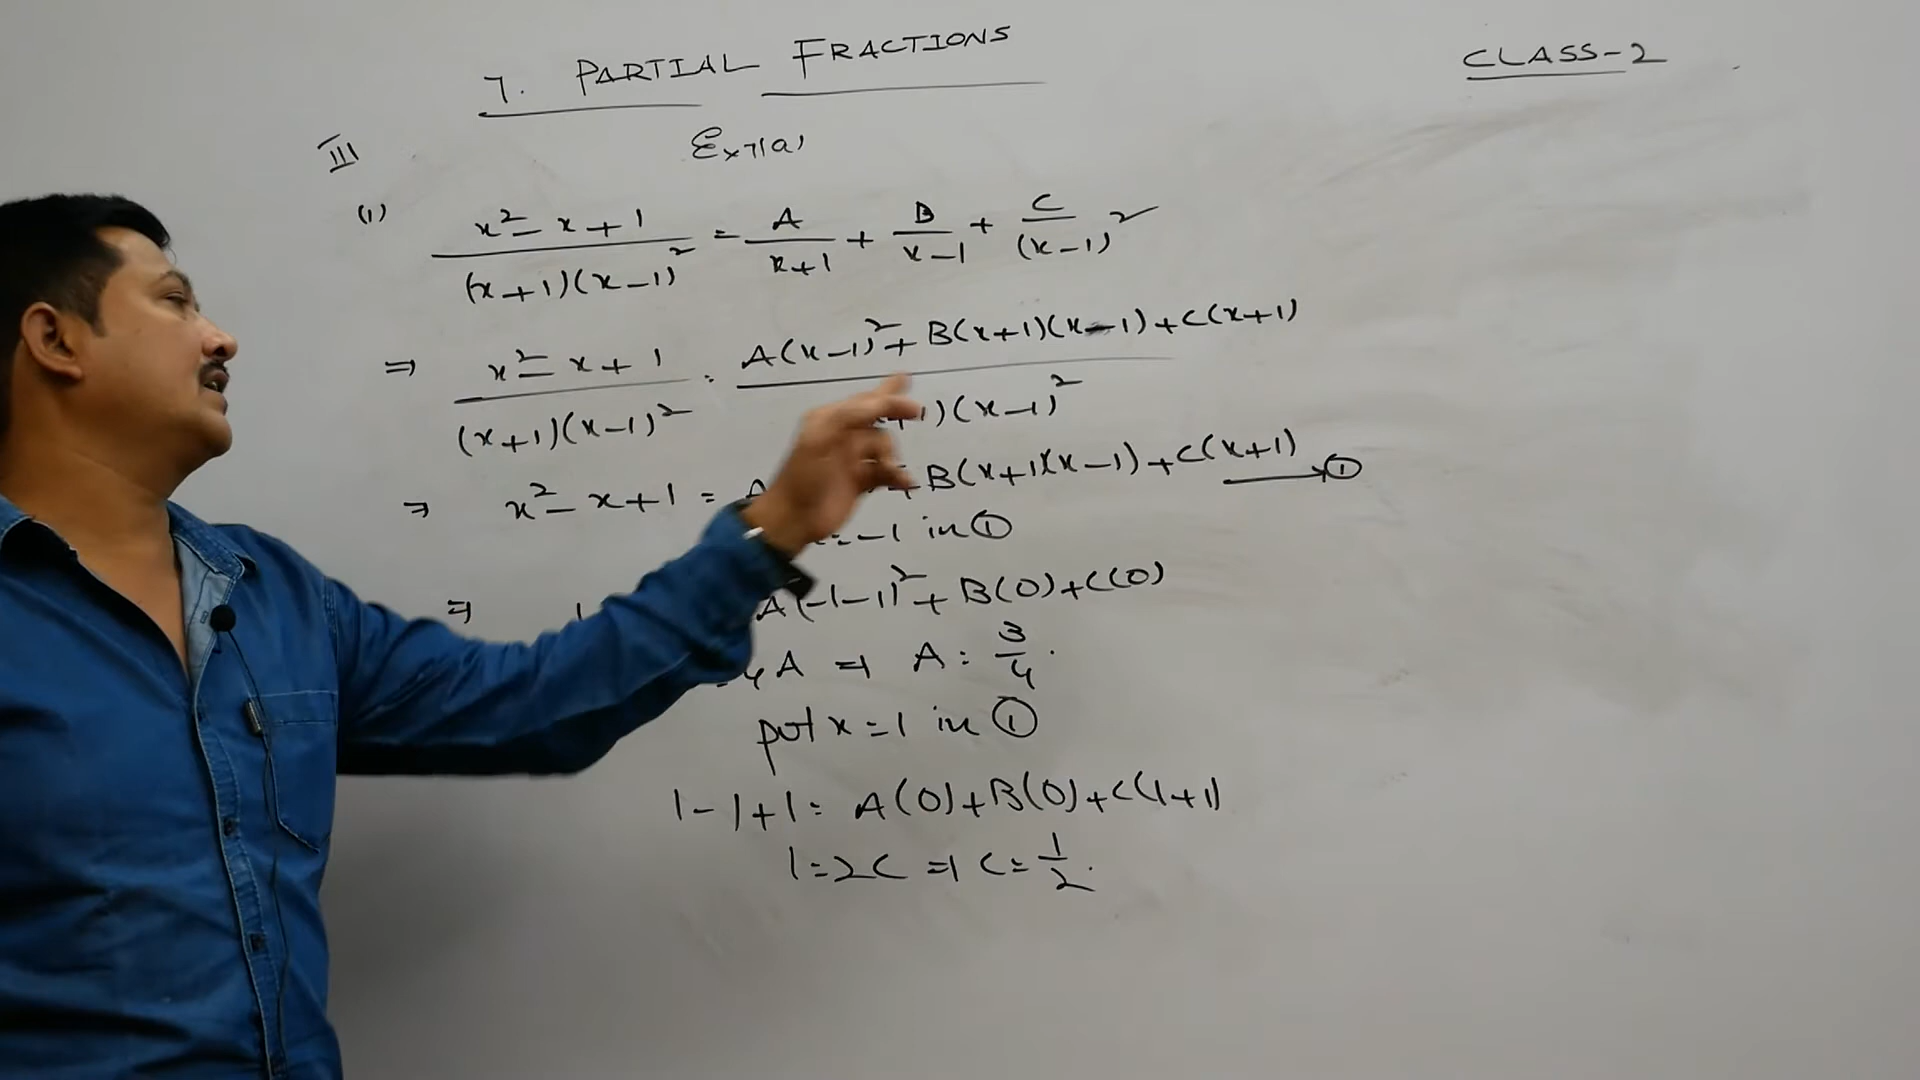 7. PARTIAL FRACTIONS
CLASS-2
Ex 7(a)
III
(1) (x² - x + 1)/((x+1)(x-1)²) = A/(x+1) + B/(x-1) + C/(x-1)²
⇒ (x² - x + 1)/((x+1)(x-1)²) = (A(x-1)² + B(x+1)(x-1) + C(x+1))/( +1)(x-1)²
⇒ x² - x + 1 = A + B(x+1)(x-1) + C(x+1) → ①
= -1 in ①
⇒ 1 A(-1-1)² + B(0) + C(0)
= 4A ⇒ A = 3/4.
put x = 1 in ①
1 - 1 + 1 = A(0) + B(0) + C(1+1)
1 = 2C ⇒ C = 1/2.